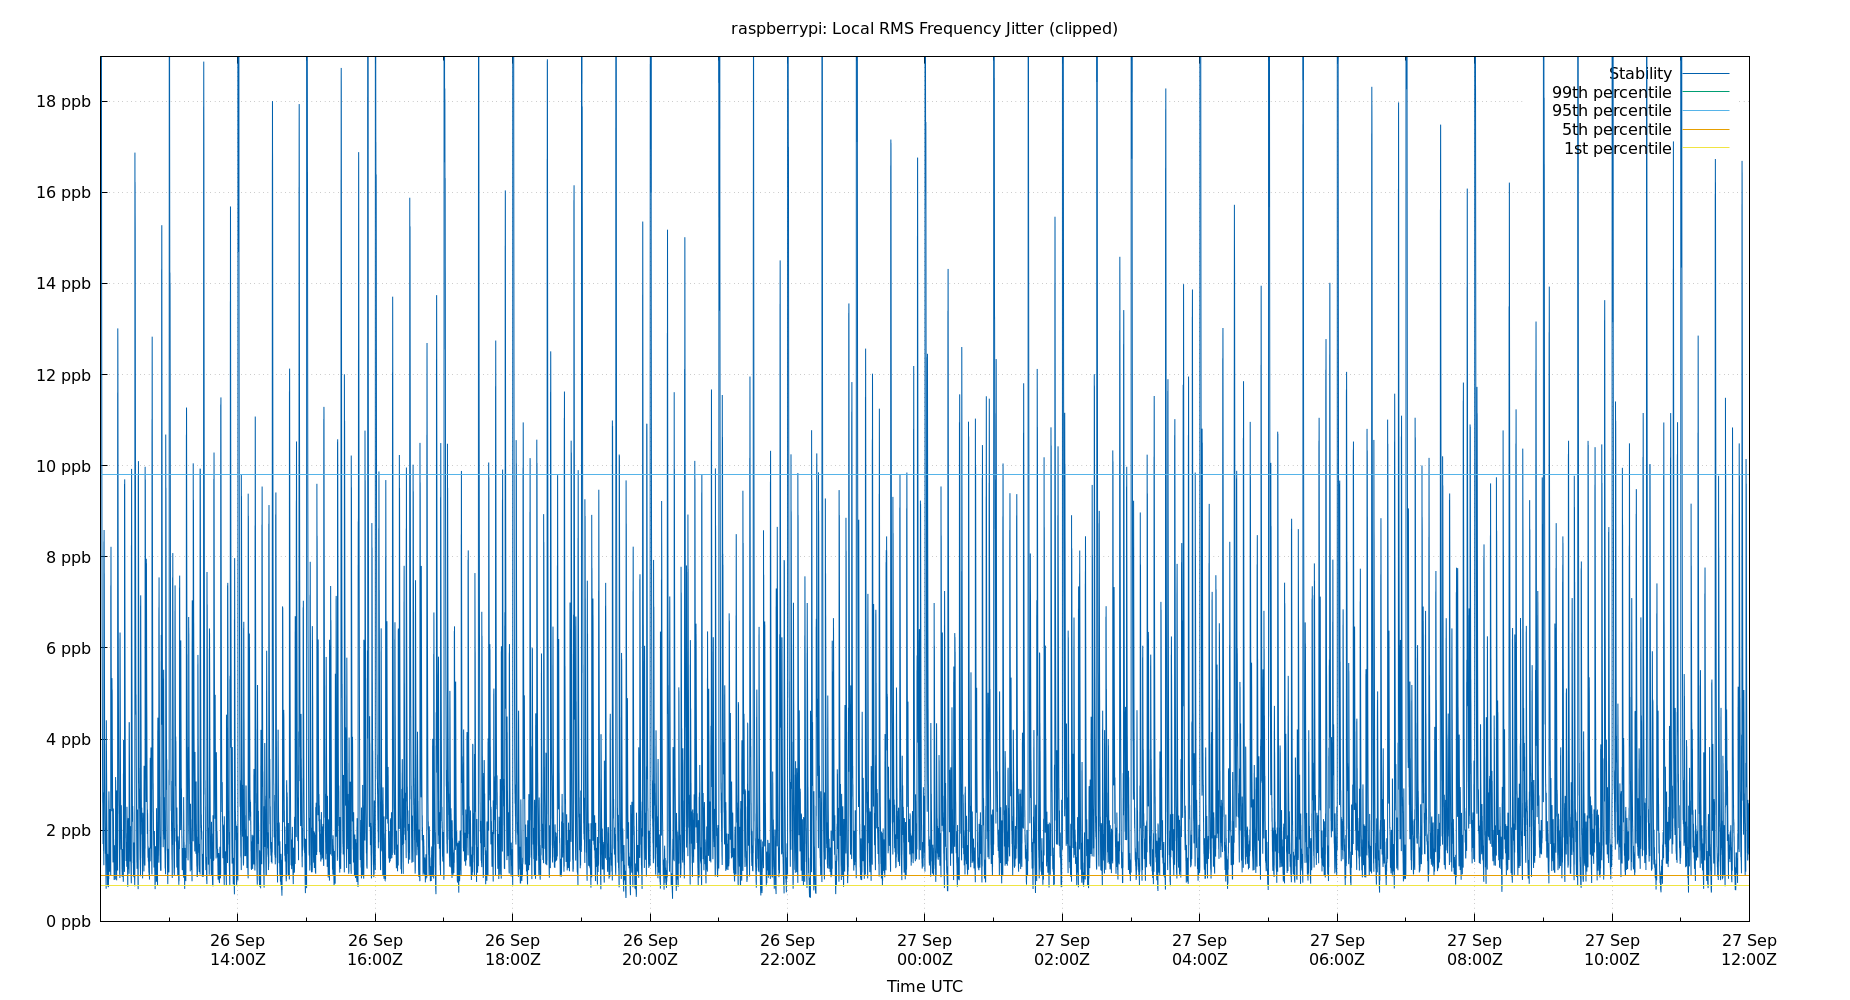 raspberrypi: Local RMS Frequency Jitter (clipped)
Stability
99th percentile
95th percentile
5th percentile
1st percentile
18 ppb
16 ppb
14 ppb
12 ppb
10 ppb
8 ppb
6 ppb
4 ppb
2 ppb
0 ppb
26 Sep 26 Sep 26 Sep 26 Sep 26 Sep 27 Sep 27 Sep 27 Sep 27 Sep 27 Sep 27 Sep 27 Sep
14:00Z 16:00Z 18:00Z 20:00Z 22:00Z 00:00Z 02:00Z 04:00Z 06:00Z 08:00Z 10:00Z 12:00Z
Time UTC